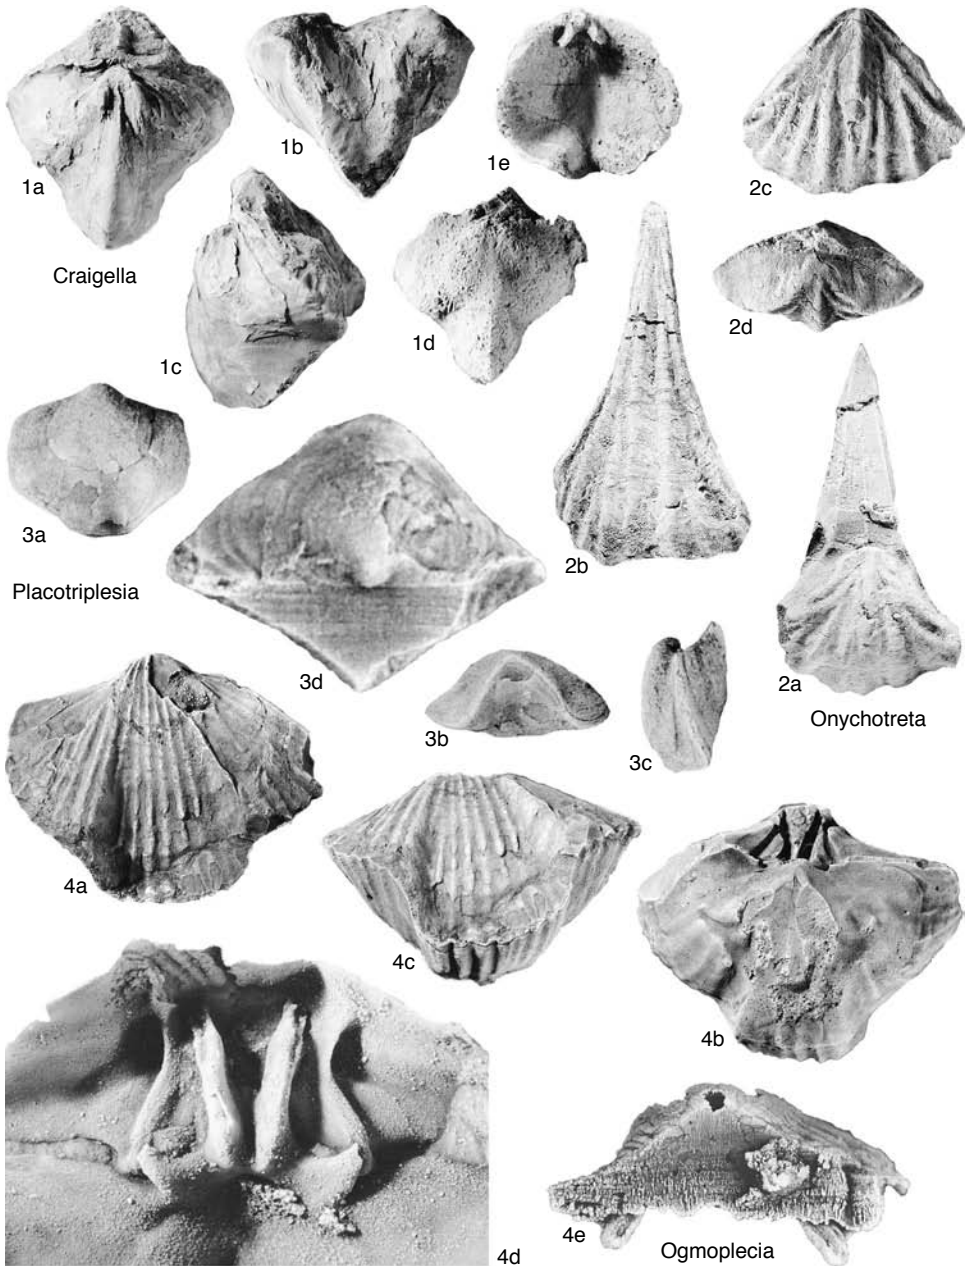 1a
1b
1e
2c
Craigella
1c
1d
2d
3a
2b
Placotriplesia
3d
2a
Onychotreta
3b
3c
4a
4c
4b
4d
4e
Ogmoplecia